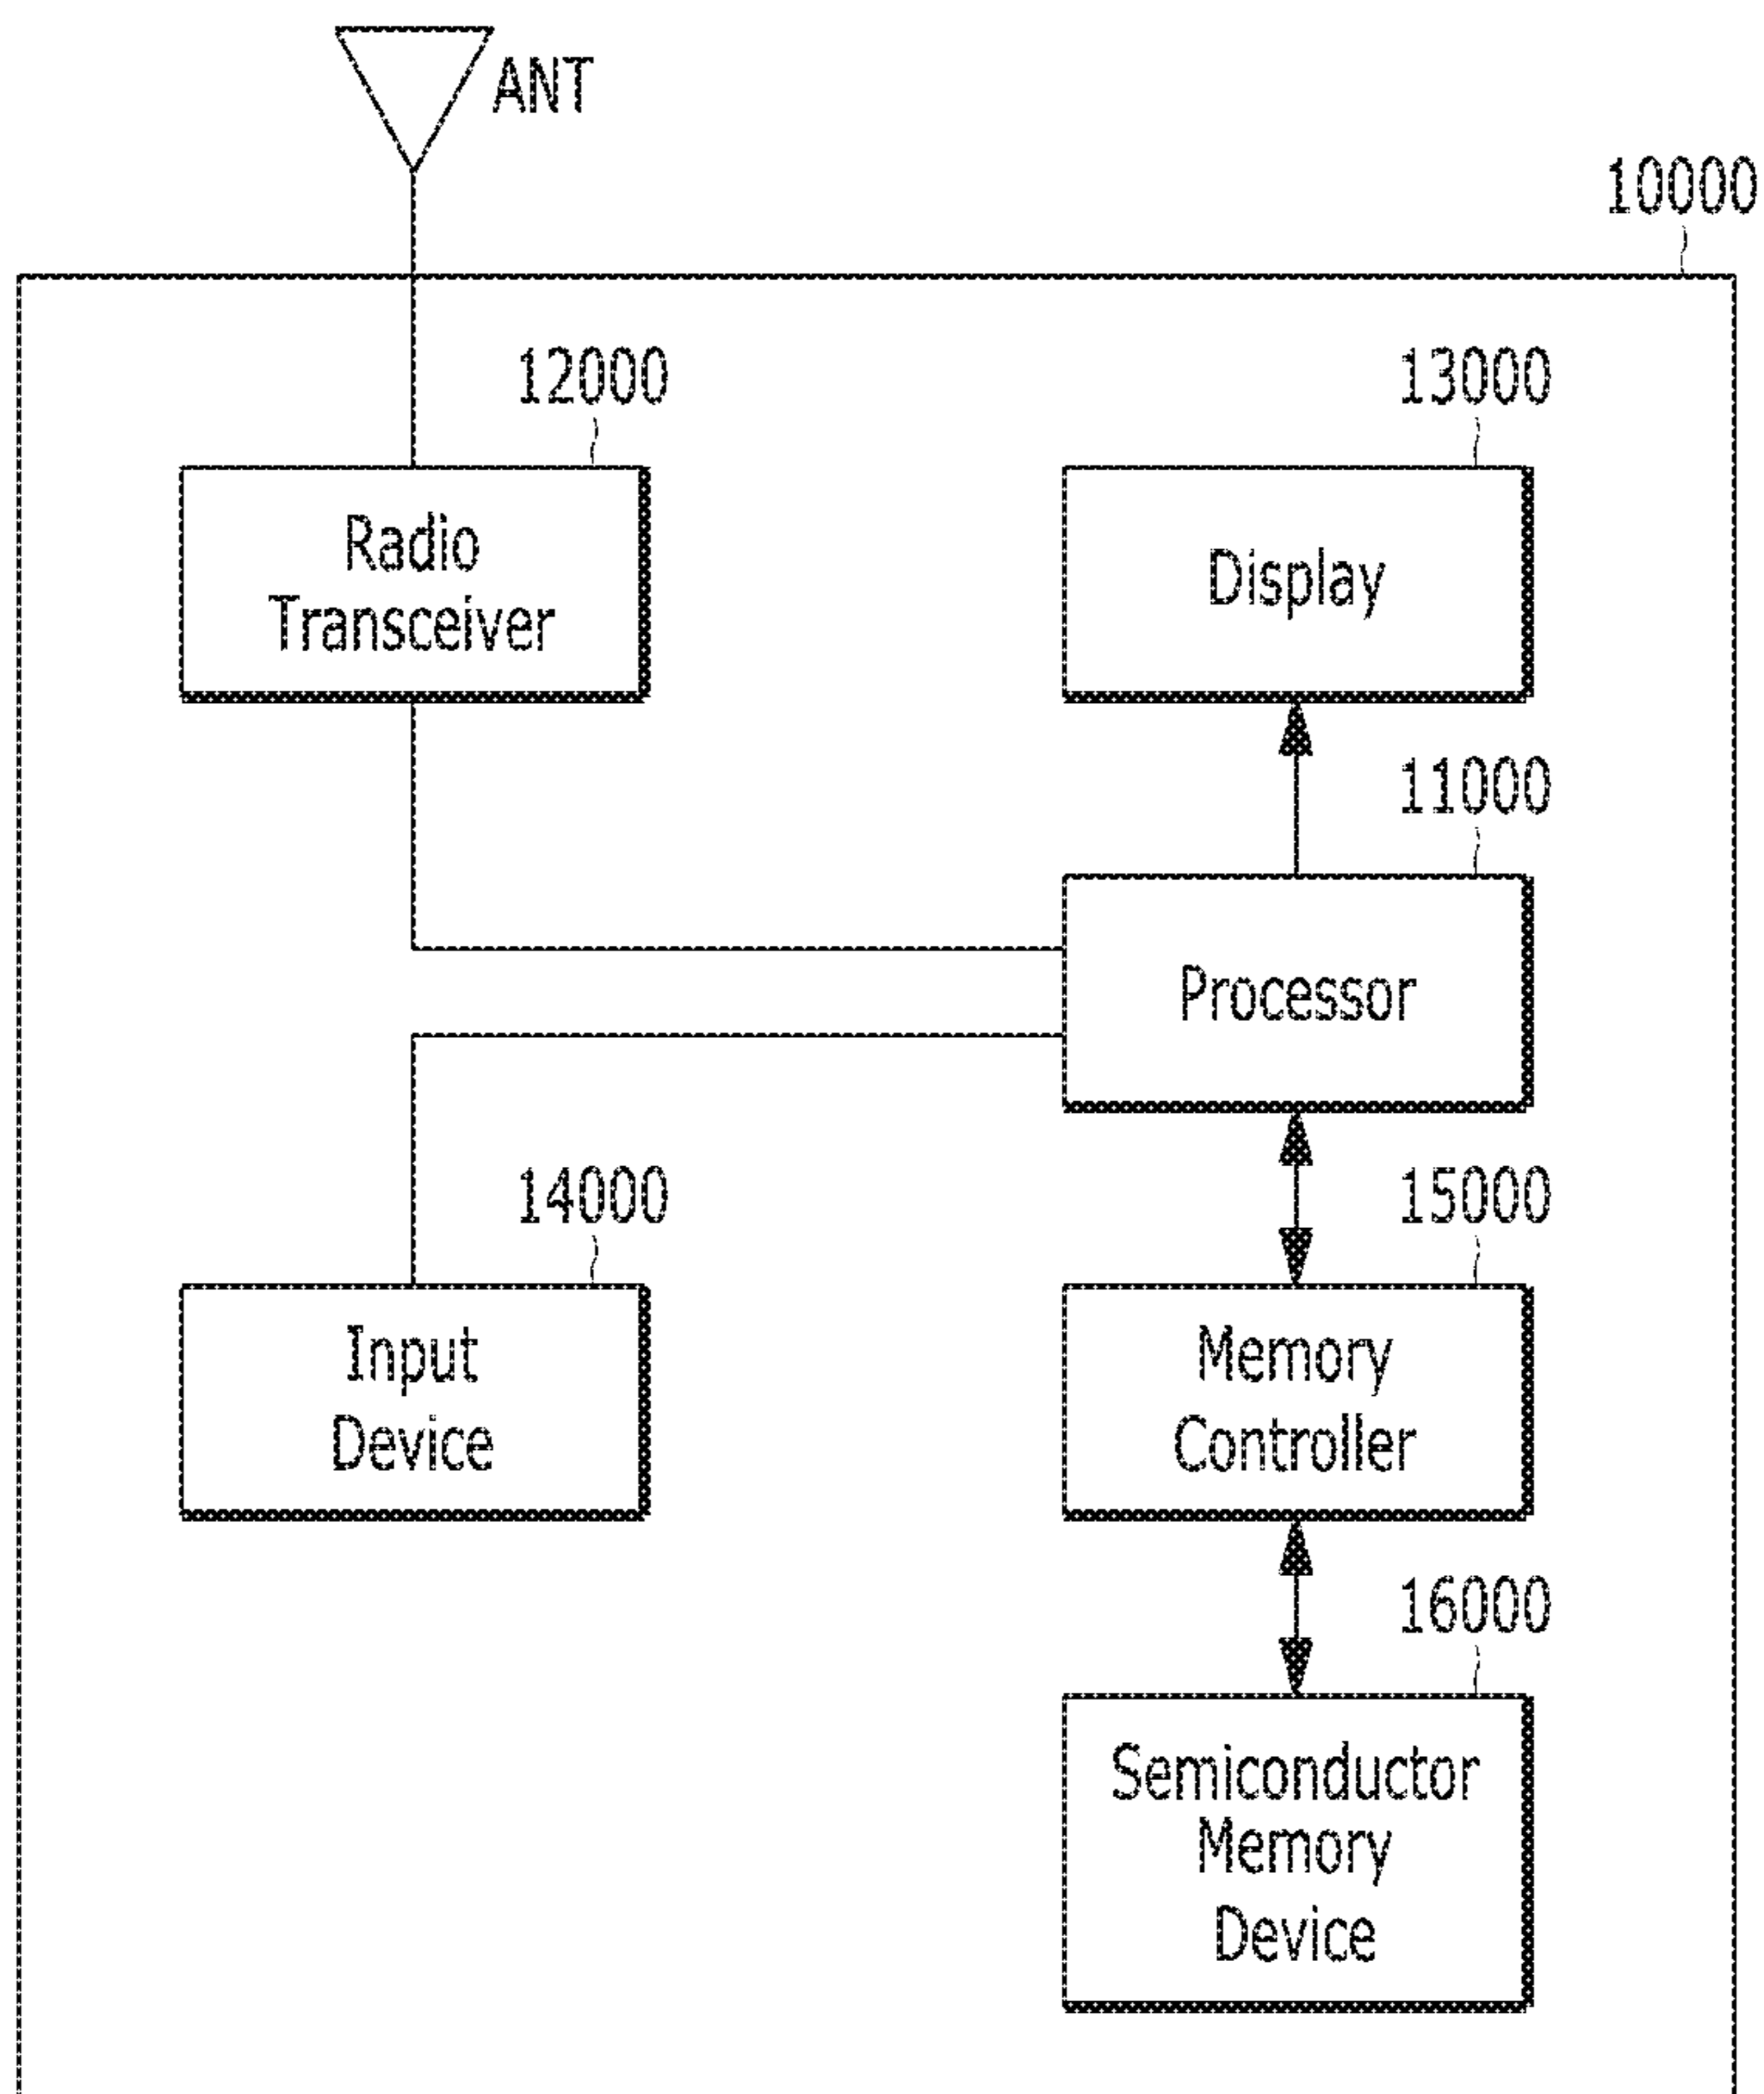 ANT
10000
12000
13000
Radio
Transceiver
Display
11000
Processor
14000
15000
Input
Device
Memory
Controller
16000
Semiconductor
Memory
Device